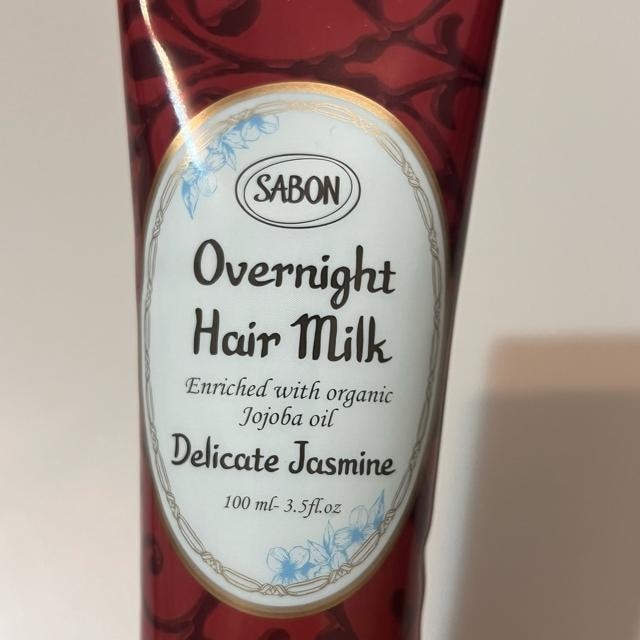 SABON
Overnight
Hair Milk
Enriched with organic
Jojoba oil
Delicate Jasmine
100 ml- 3.5fl.oz